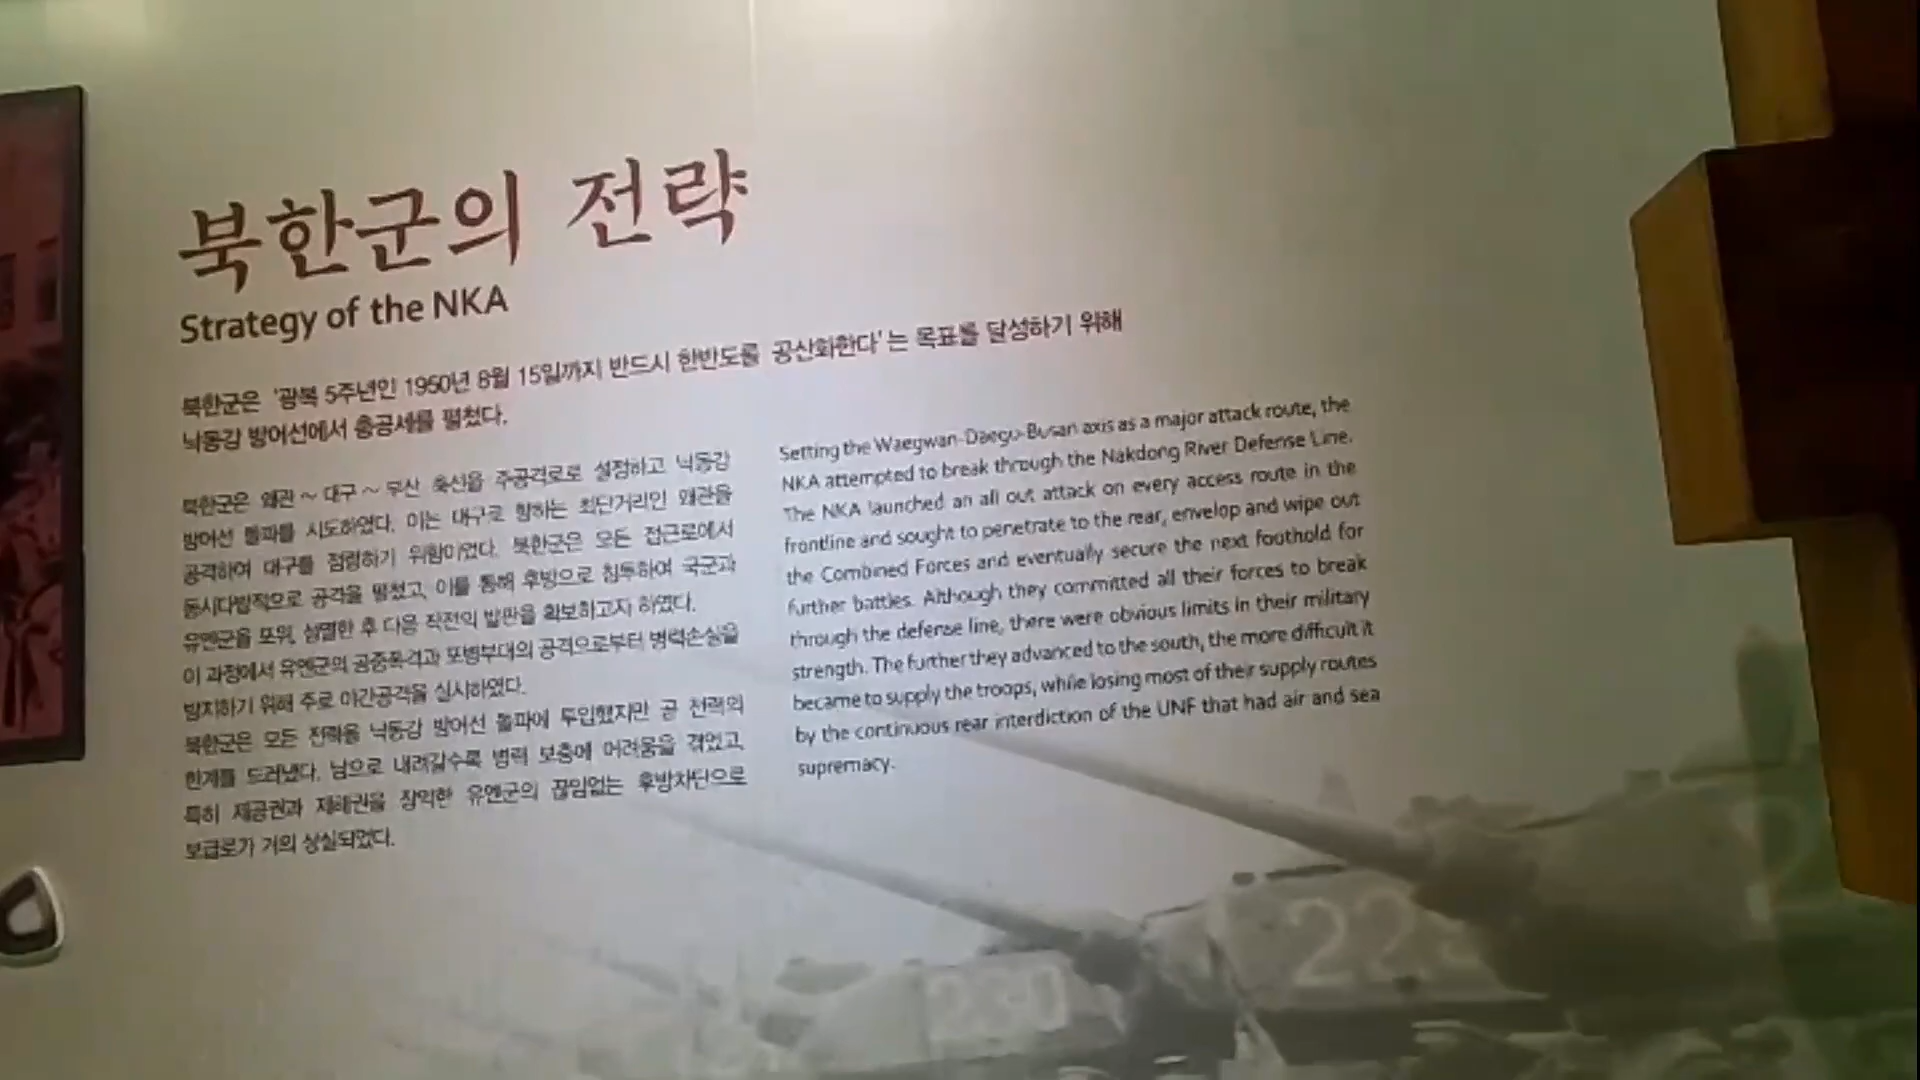 북한군의 전략
Strategy of the NKA
북한군은 '광복 5주년인 1950년 8월 15일까지 반드시 한반도를 공산화한다'는 목표를 달성하기 위해
낙동강 방어선에서 총공세를 펼쳤다.
북한군은 왜관 ~ 대구 ~ 부산 축선을 주공격로로 설정하고 낙동강
방어선 돌파를 시도하였다. 이는 대구로 향하는 최단거리인 왜관을
공격하여 대구를 점령하기 위함이었다. 북한군은 모든 접근로에서
동시다발적으로 공격을 펼쳤고, 이를 통해 후방으로 침투하여 국군과
유엔군을 포위, 섬멸한 후 다음 작전의 발판을 확보하고자 하였다.
이 과정에서 유엔군의 공중폭격과 포병부대의 공격으로부터 병력손실을
방지하기 위해 주로 야간공격을 실시하였다.
북한군은 모든 전력을 낙동강 방어선 돌파에 투입했지만 곧 전력의
한계를 드러냈다. 남으로 내려갈수록 병력 보충에 어려움을 겪었고,
특히 제공권과 제해권을 장악한 유엔군의 끊임없는 후방차단으로
보급로가 거의 상실되었다.
Setting the Waegwan-Daegu-Busan axis as a major attack route, the
NKA attempted to break through the Nakdong River Defense Line.
The NKA launched an all out attack on every access route in the
frontline and sought to penetrate to the rear, envelop and wipe out
the Combined Forces and eventually secure the next foothold for
further battles. Although they committed all their forces to break
through the defense line, there were obvious limits in their military
strength. The further they advanced to the south, the more difficult it
became to supply the troops, while losing most of their supply routes
by the continuous rear interdiction of the UNF that had air and sea
supremacy.
230